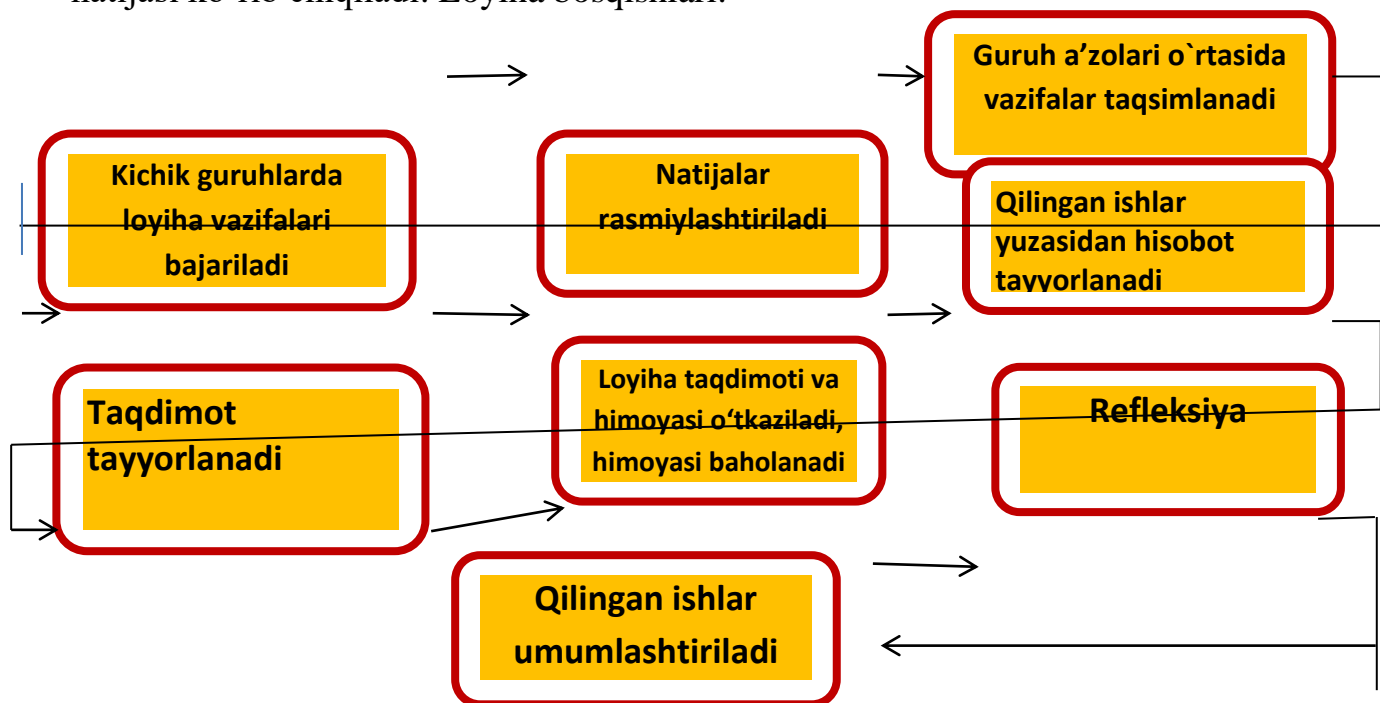 Guruh a’zolari o`rtasida
vazifalar taqsimlanadi
Kichik guruhlarda
loyiha vazifalari
bajariladi
Natijalar
rasmiylashtiriladi
Qilingan ishlar
yuzasidan hisobot
tayyorlanadi
Taqdimot
tayyorlanadi
Loyiha taqdimoti va
himoyasi o‘tkaziladi,
himoyasi baholanadi
Refleksiya
Qilingan ishlar
umumlashtiriladi